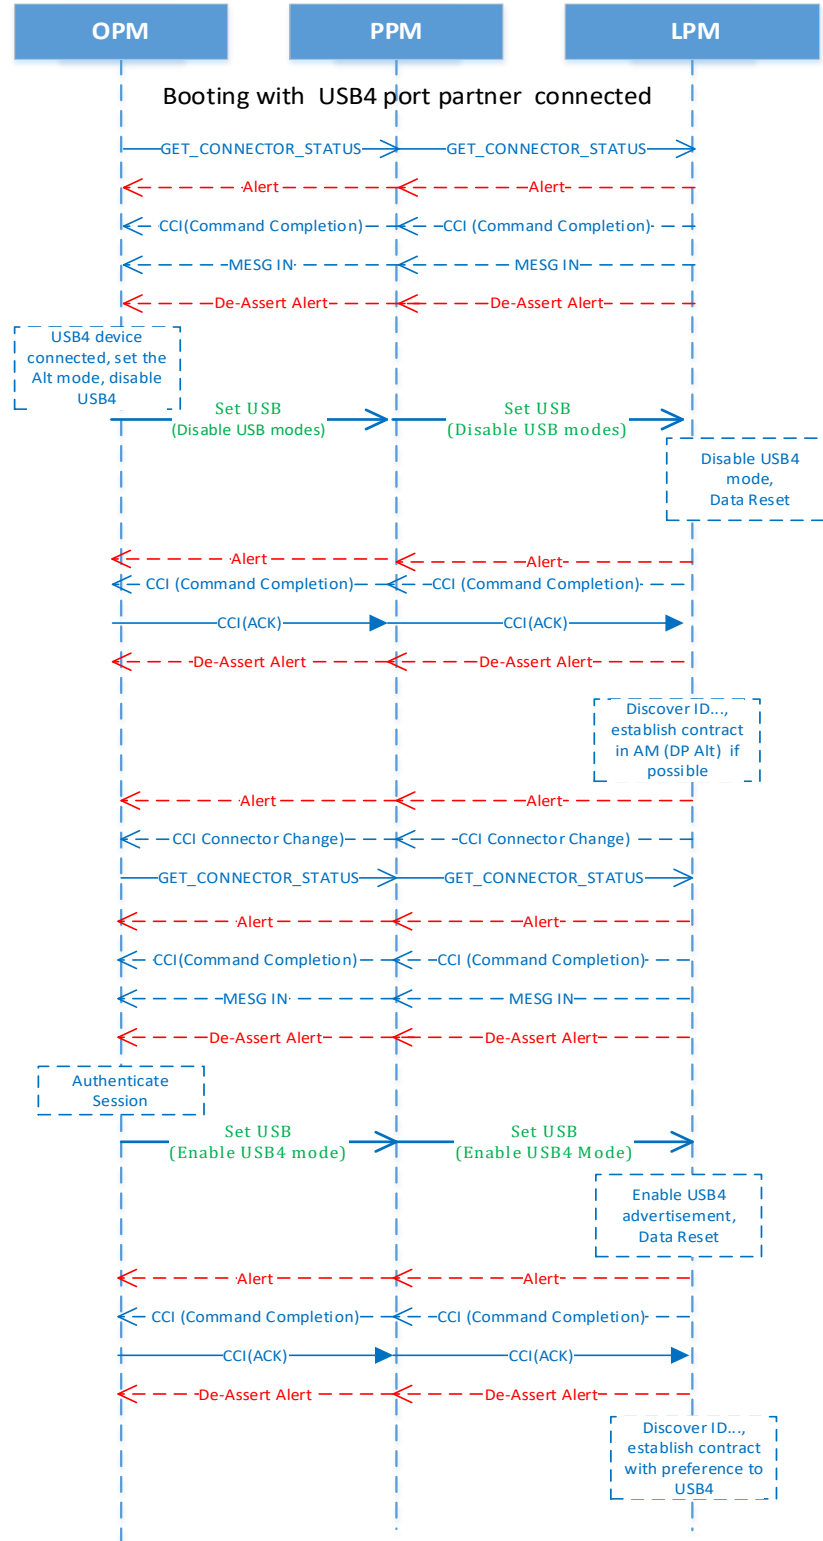 OPM PPM LPM
Booting with USB4 port partner connected
GET_CONNECTOR_STATUS GET_CONNECTOR_STATUS
Alert Alert
CCI(Command Completion) CCI (Command Completion)
MESG IN MESG IN
De-Assert Alert De-Assert Alert
USB4 device
connected, set the
Alt mode, disable
USB4
Set USB Set USB
(Disable USB modes) (Disable USB modes)
Disable USB4
mode,
Data Reset
Alert Alert
CCI (Command Completion) CCI (Command Completion)
CCI(ACK) CCI(ACK)
De-Assert Alert De-Assert Alert
Discover ID...,
establish contract
in AM (DP Alt) if
possible
Alert Alert
CCI Connector Change) CCI Connector Change)
GET_CONNECTOR_STATUS GET_CONNECTOR_STATUS
Alert Alert
CCI(Command Completion) CCI (Command Completion)
MESG IN MESG IN
De-Assert Alert De-Assert Alert
Authenticate
Session
Set USB Set USB
(Enable USB4 mode) (Enable USB4 Mode)
Enable USB4
advertisement,
Data Reset
Alert Alert
CCI (Command Completion) CCI (Command Completion)
CCI(ACK) CCI(ACK)
De-Assert Alert De-Assert Alert
Discover ID...,
establish contract
with preference to
USB4